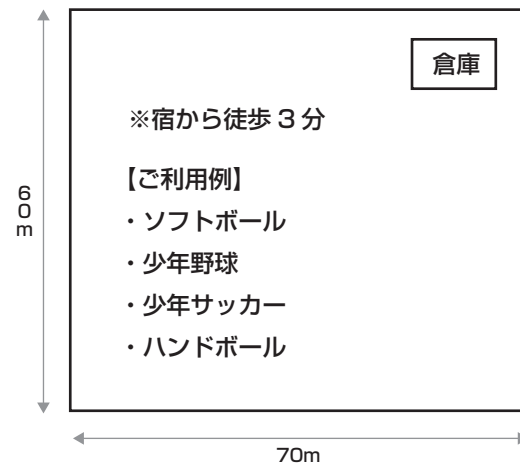 倉庫
※宿から徒歩 3 分
【ご利用例】
・ソフトボール
・少年野球
・少年サッカー
・ハンドボール
60m
70m